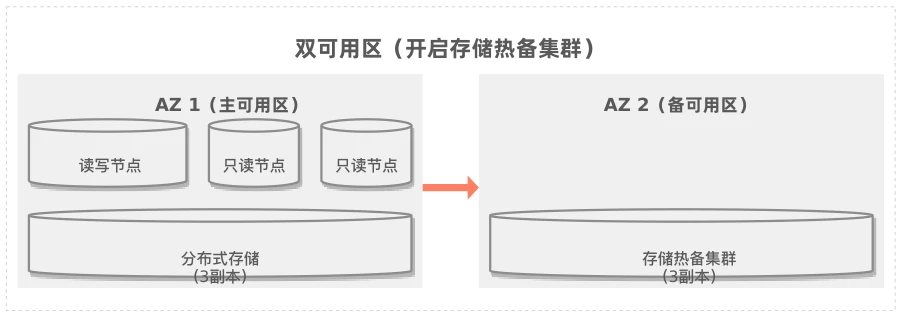 双可用区（开启存储热备集群）
AZ 1（主可用区）
AZ 2（备可用区）
读写节点
只读节点
只读节点
分布式存储
(3副本)
存储热备集群
(3副本)